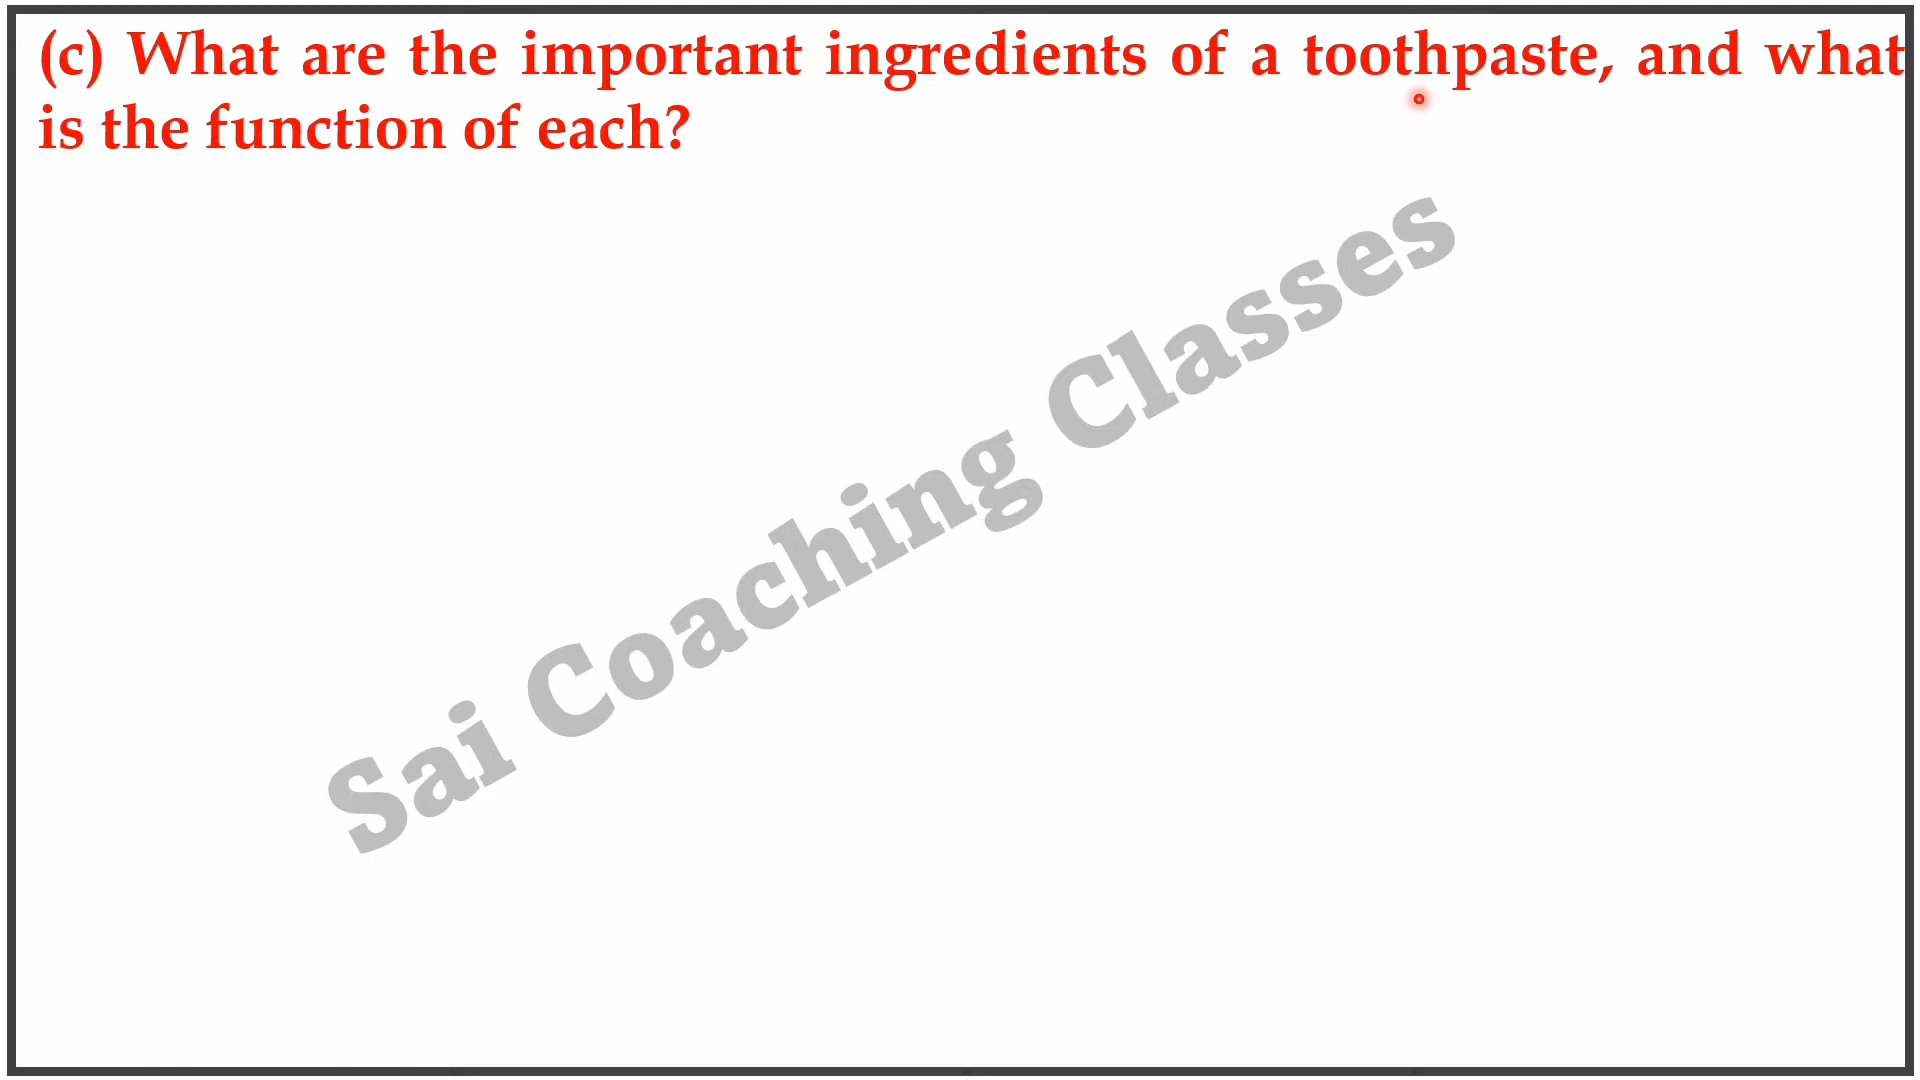 (c) What are the important ingredients of a toothpaste, and what
is the function of each?
Sai Coaching Classes